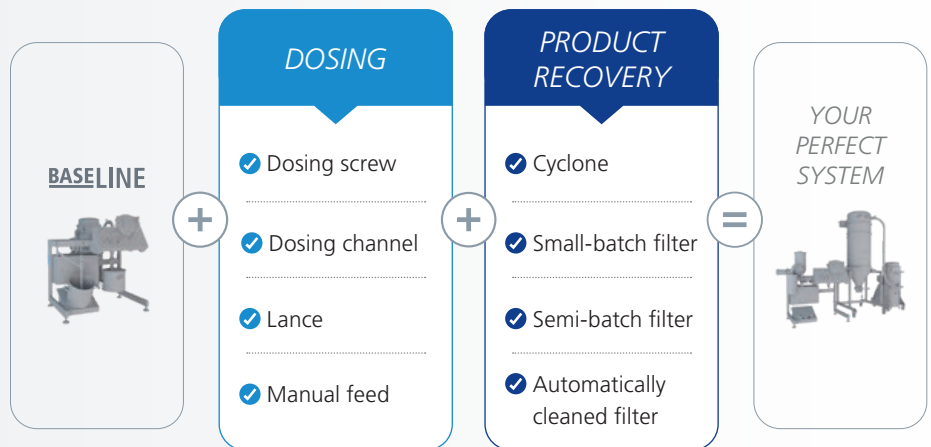 BASELINE
+
DOSING
Dosing screw
Dosing channel
Lance
Manual feed
+
PRODUCT
RECOVERY
Cyclone
Small-batch filter
Semi-batch filter
Automatically
cleaned filter
=
YOUR
PERFECT
SYSTEM